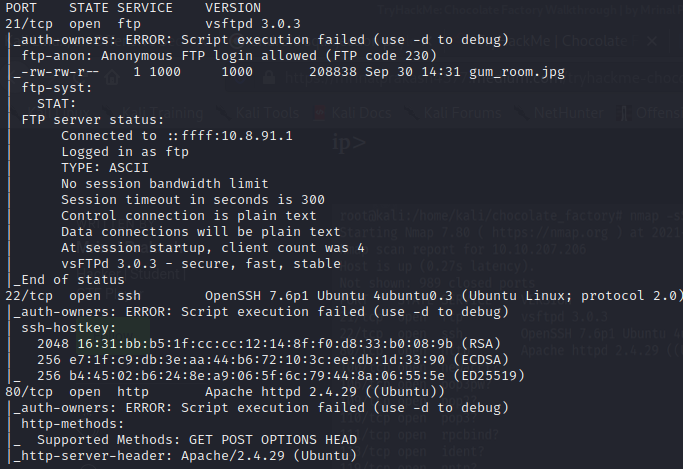 PORT    STATE SERVICE     VERSION
21/tcp  open  ftp         vsftpd 3.0.3
|_auth-owners: ERROR: Script execution failed (use -d to debug)
| ftp-anon: Anonymous FTP login allowed (FTP code 230)
|_-rw-rw-r--    1 1000     1000       208838 Sep 30 14:31 gum_room.jpg
| ftp-syst:
|   STAT:
| FTP server status:
|      Connected to ::ffff:10.8.91.1
|      Logged in as ftp
|      TYPE: ASCII
|      No session bandwidth limit
|      Session timeout in seconds is 300
|      Control connection is plain text
|      Data connections will be plain text
|      At session startup, client count was 4
|      vsFTPd 3.0.3 - secure, fast, stable
|_End of status
22/tcp  open  ssh         OpenSSH 7.6p1 Ubuntu 4ubuntu0.3 (Ubuntu Linux; protocol 2.0)
|_auth-owners: ERROR: Script execution failed (use -d to debug)
| ssh-hostkey:
|   2048 16:31:bb:b5:1f:cc:cc:12:14:8f:f0:d8:33:b0:08:9b (RSA)
|   256 e7:1f:c9:db:3e:aa:44:b6:72:10:3c:ee:db:1d:33:90 (ECDSA)
|_  256 b4:45:02:b6:24:8e:a9:06:5f:6c:79:44:8a:06:55:5e (ED25519)
80/tcp  open  http        Apache httpd 2.4.29 ((Ubuntu))
|_auth-owners: ERROR: Script execution failed (use -d to debug)
| http-methods:
|_  Supported Methods: GET POST OPTIONS HEAD
|_http-server-header: Apache/2.4.29 (Ubuntu)